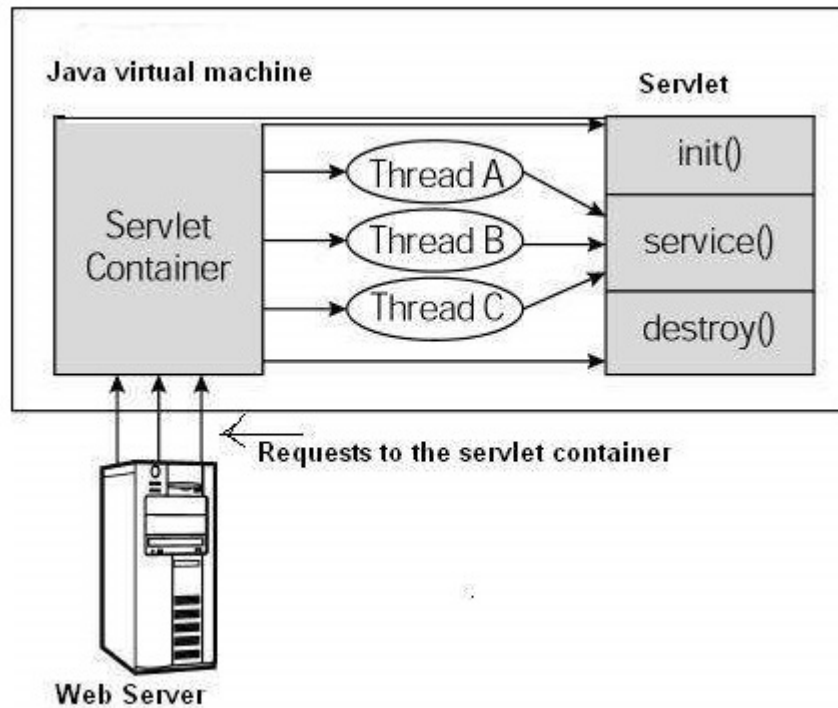 Java virtual machine
Servlet
Servlet
Container
Thread A
Thread B
Thread C
init()
service()
destroy()
Requests to the servlet container
Web Server